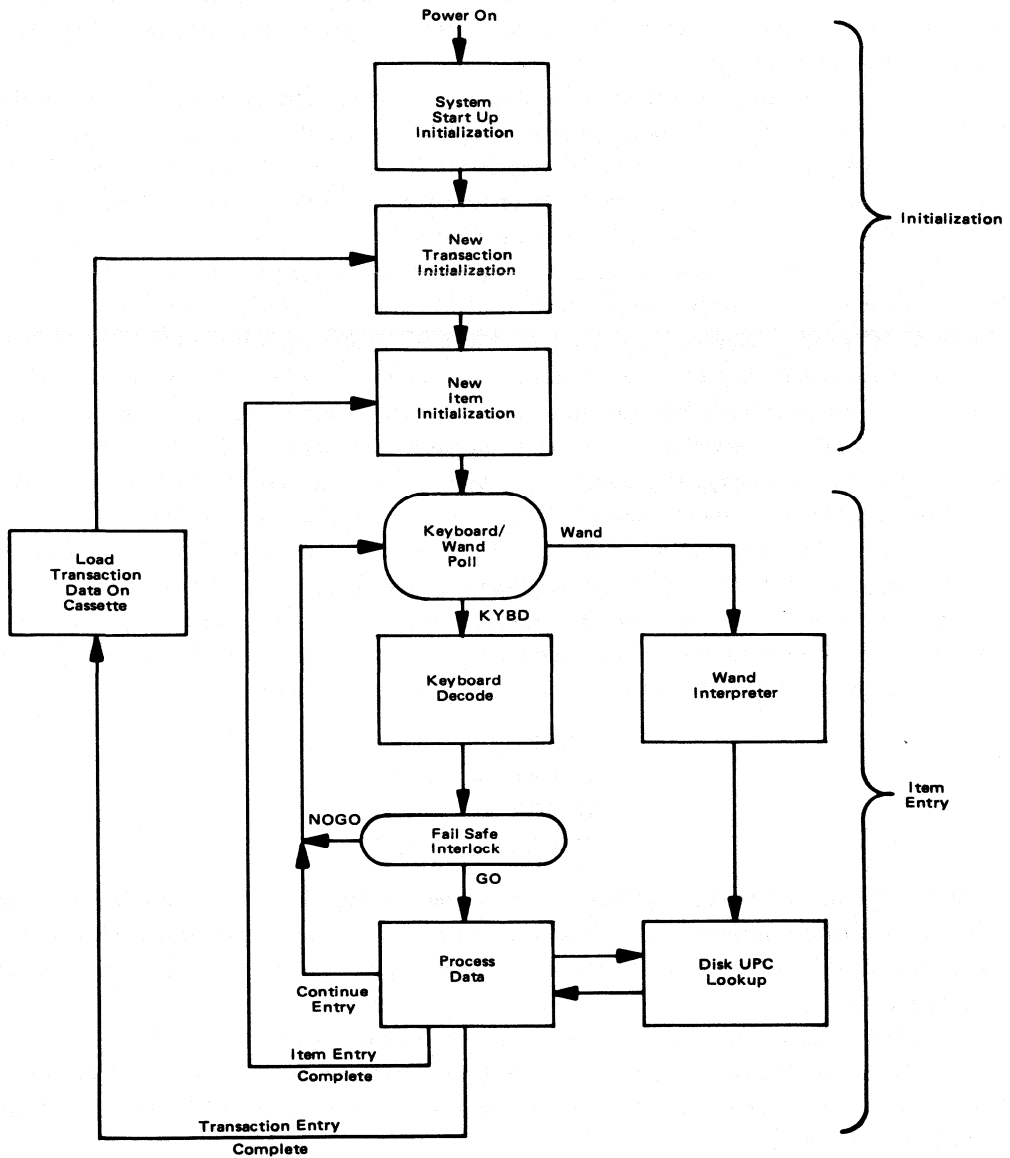 Power On
System
Start Up
Initialization
New
Transaction
Initialization
Initialization
New
Item
Initialization
Keyboard/
Wand
Poll
Wand
Load
Transaction
Data On
Cassette
KYBD
Keyboard
Decode
Wand
Interpreter
Item
Entry
NOGO
Fail Safe
Interlock
GO
Process
Data
Disk UPC
Lookup
Continue
Entry
Item Entry
Complete
Transaction Entry
Complete